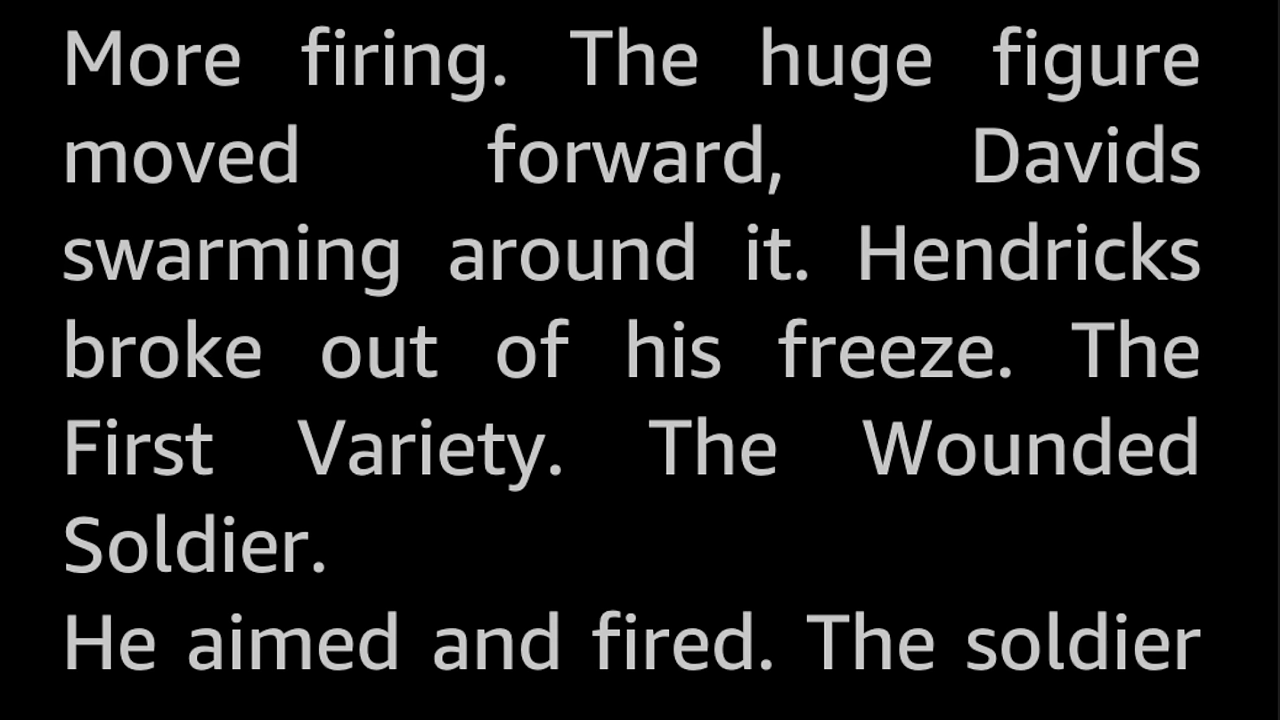 More firing. The huge figure
moved forward, Davids
swarming around it. Hendricks
broke out of his freeze. The
First Variety. The Wounded
Soldier.
He aimed and fired. The soldier